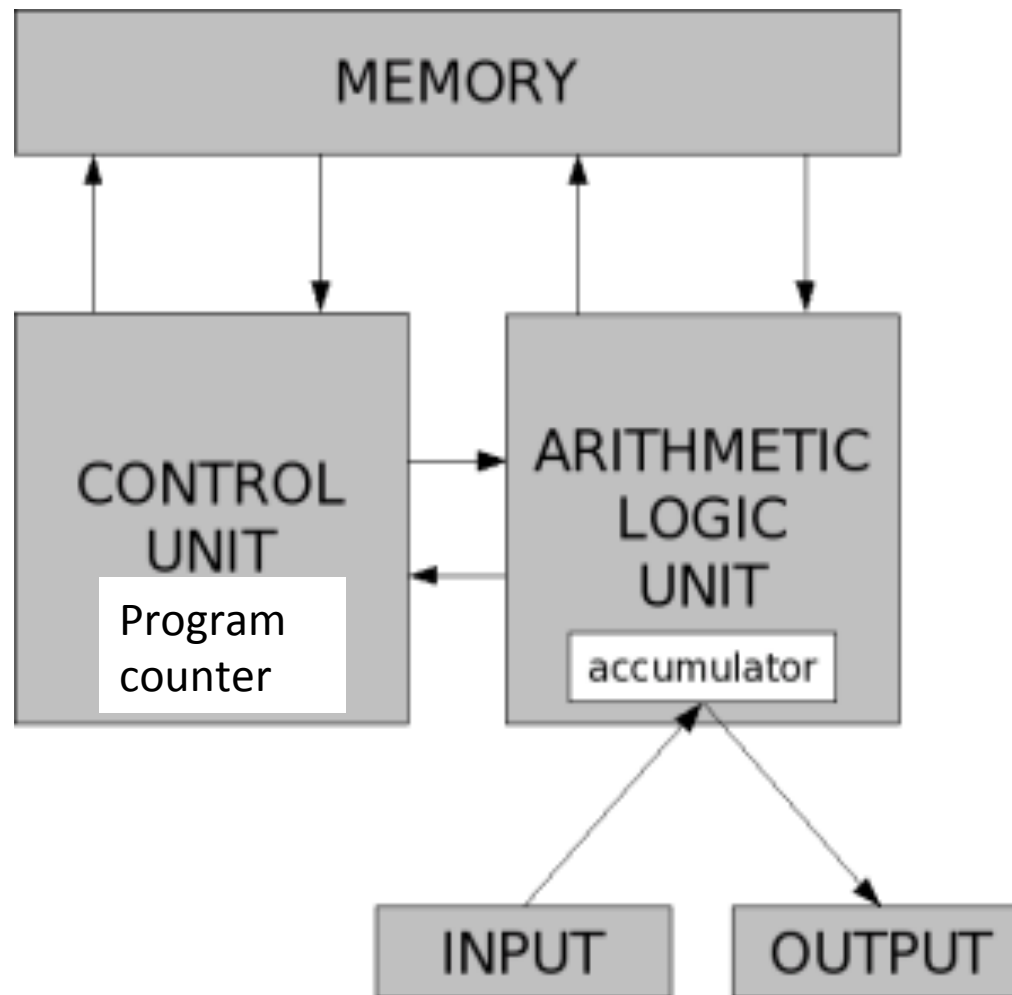 MEMORY
CONTROL
UNIT
Program
counter
ARITHMETIC
LOGIC
UNIT
accumulator
INPUT
OUTPUT